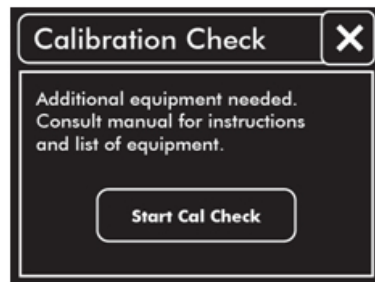 Calibration Check
Additional equipment needed.
Consult manual for instructions
and list of equipment.
Start Cal Check